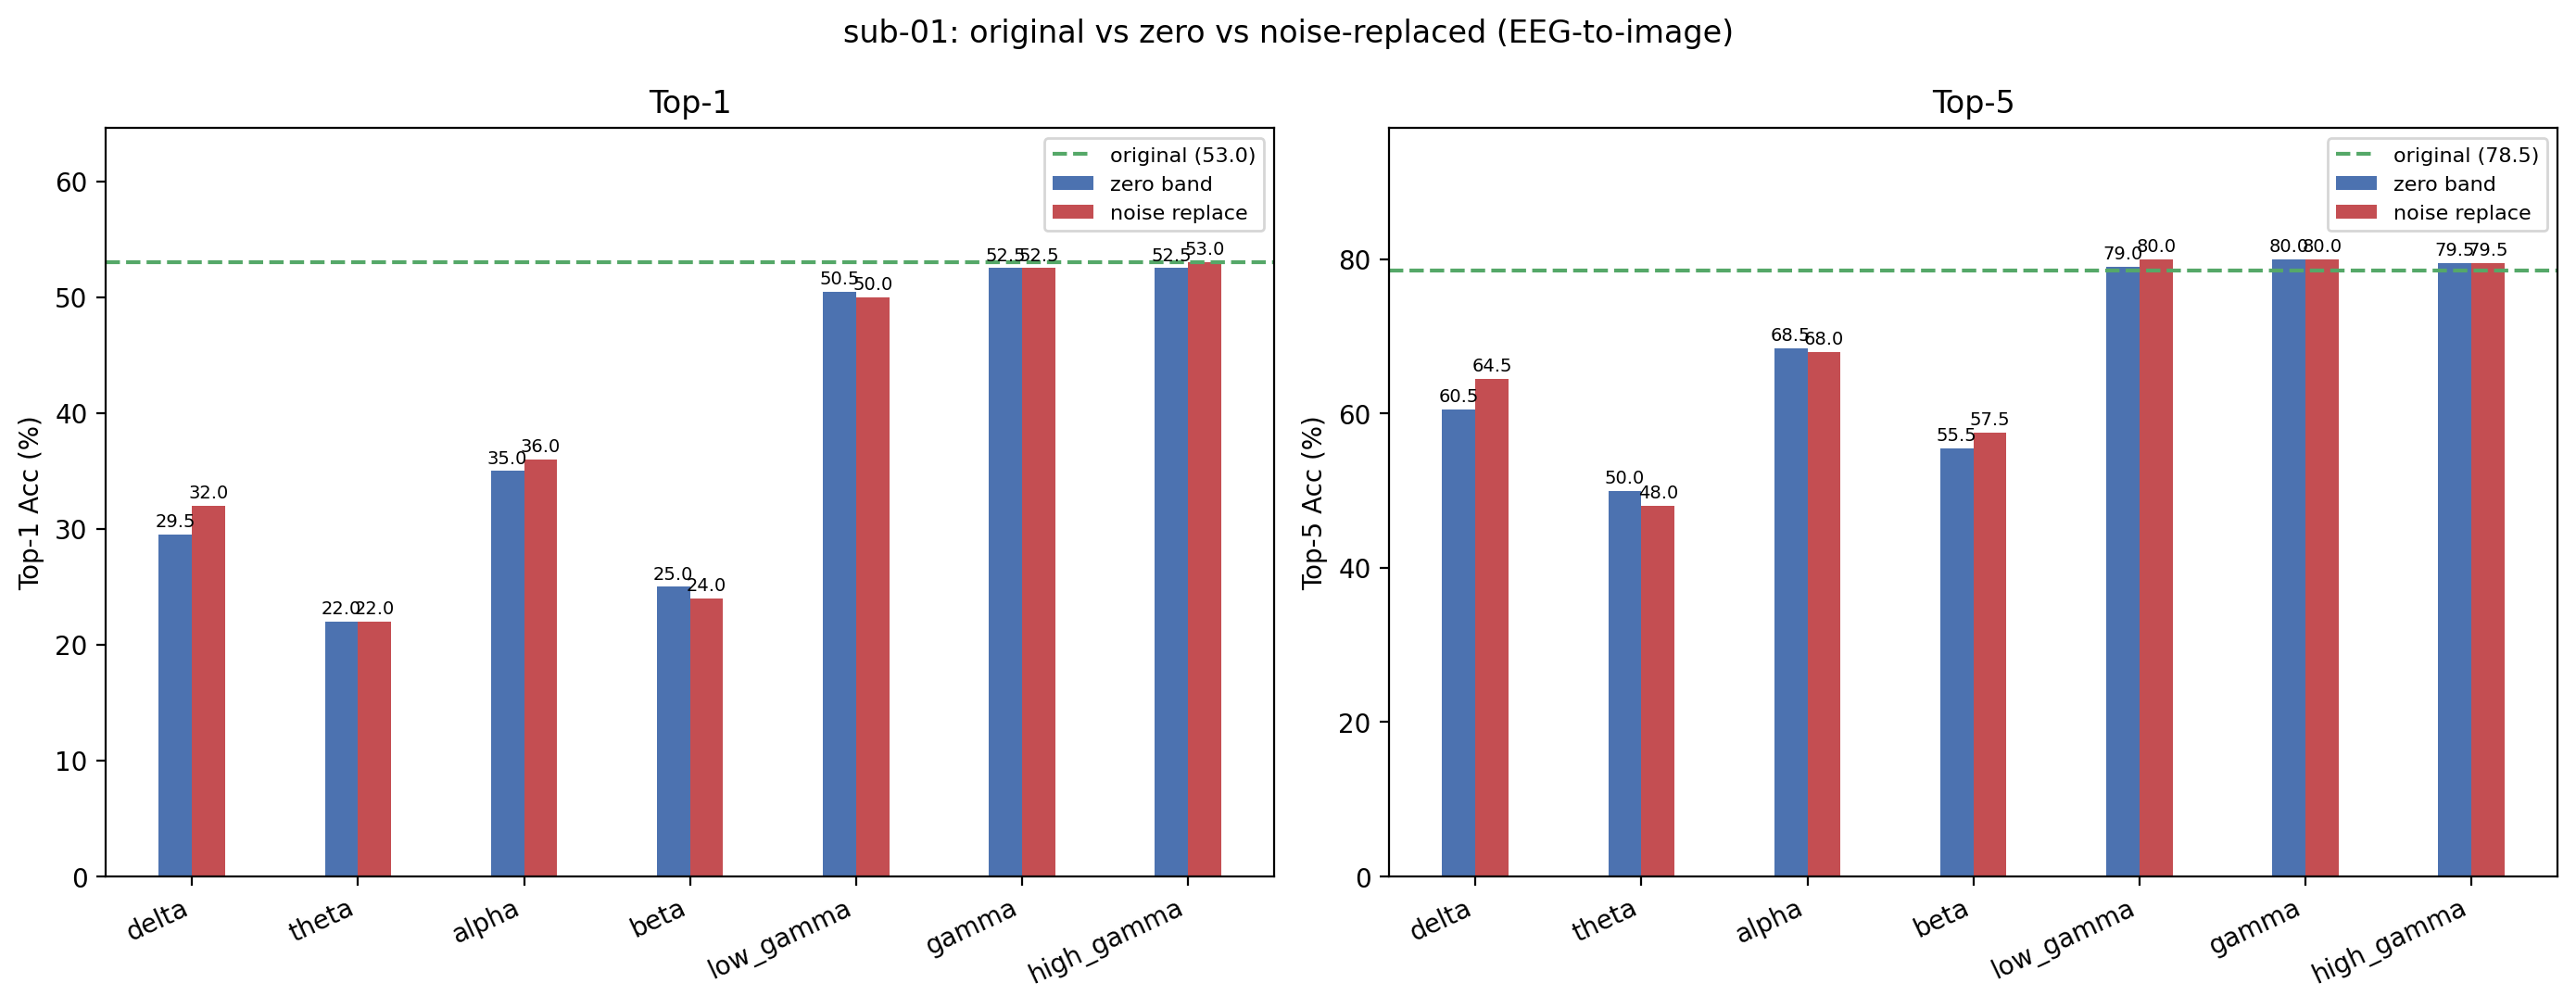 sub-01: original vs zero vs noise-replaced (EEG-to-image)
Top-1
original (53.0)
zero band
noise replace
Top-1 Acc (%)
60
50
40
30
20
10
0
29.5
32.0
22.0
22.0
35.0
36.0
25.0
24.0
50.5
50.0
52.5
52.5
52.5
53.0
delta
theta
alpha
beta
low_gamma
gamma
high_gamma
Top-5
original (78.5)
zero band
noise replace
Top-5 Acc (%)
80
60
40
20
0
60.5
64.5
50.0
48.0
68.5
68.0
55.5
57.5
79.0
80.0
80.0
80.0
79.5
79.5
delta
theta
alpha
beta
low_gamma
gamma
high_gamma